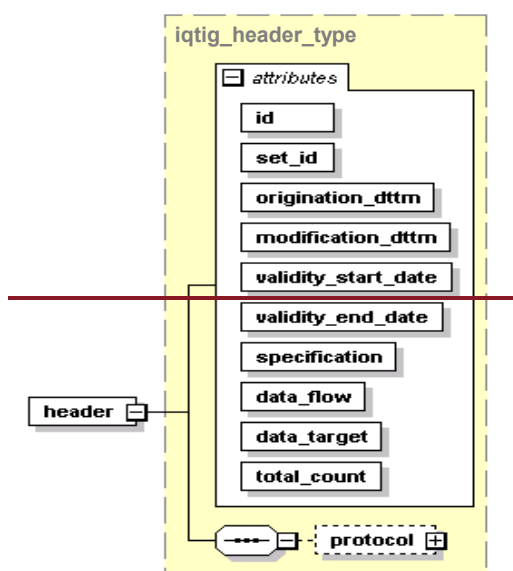 iqtig_header_type
attributes
id
set_id
origination_dttm
modification_dttm
validity_start_date
validity_end_date
specification
data_flow
data_target
total_count
header
protocol